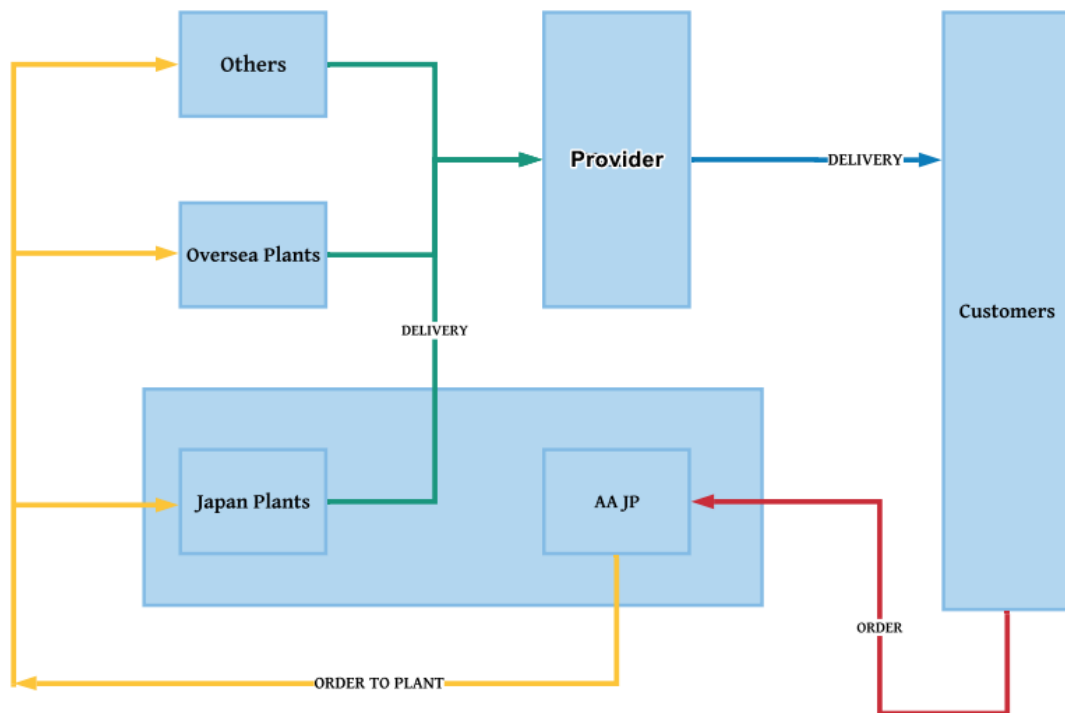 Others
Provider
DELIVERY
Oversea Plants
Customers
DELIVERY
Japan Plants
AA JP
ORDER
ORDER TO PLANT